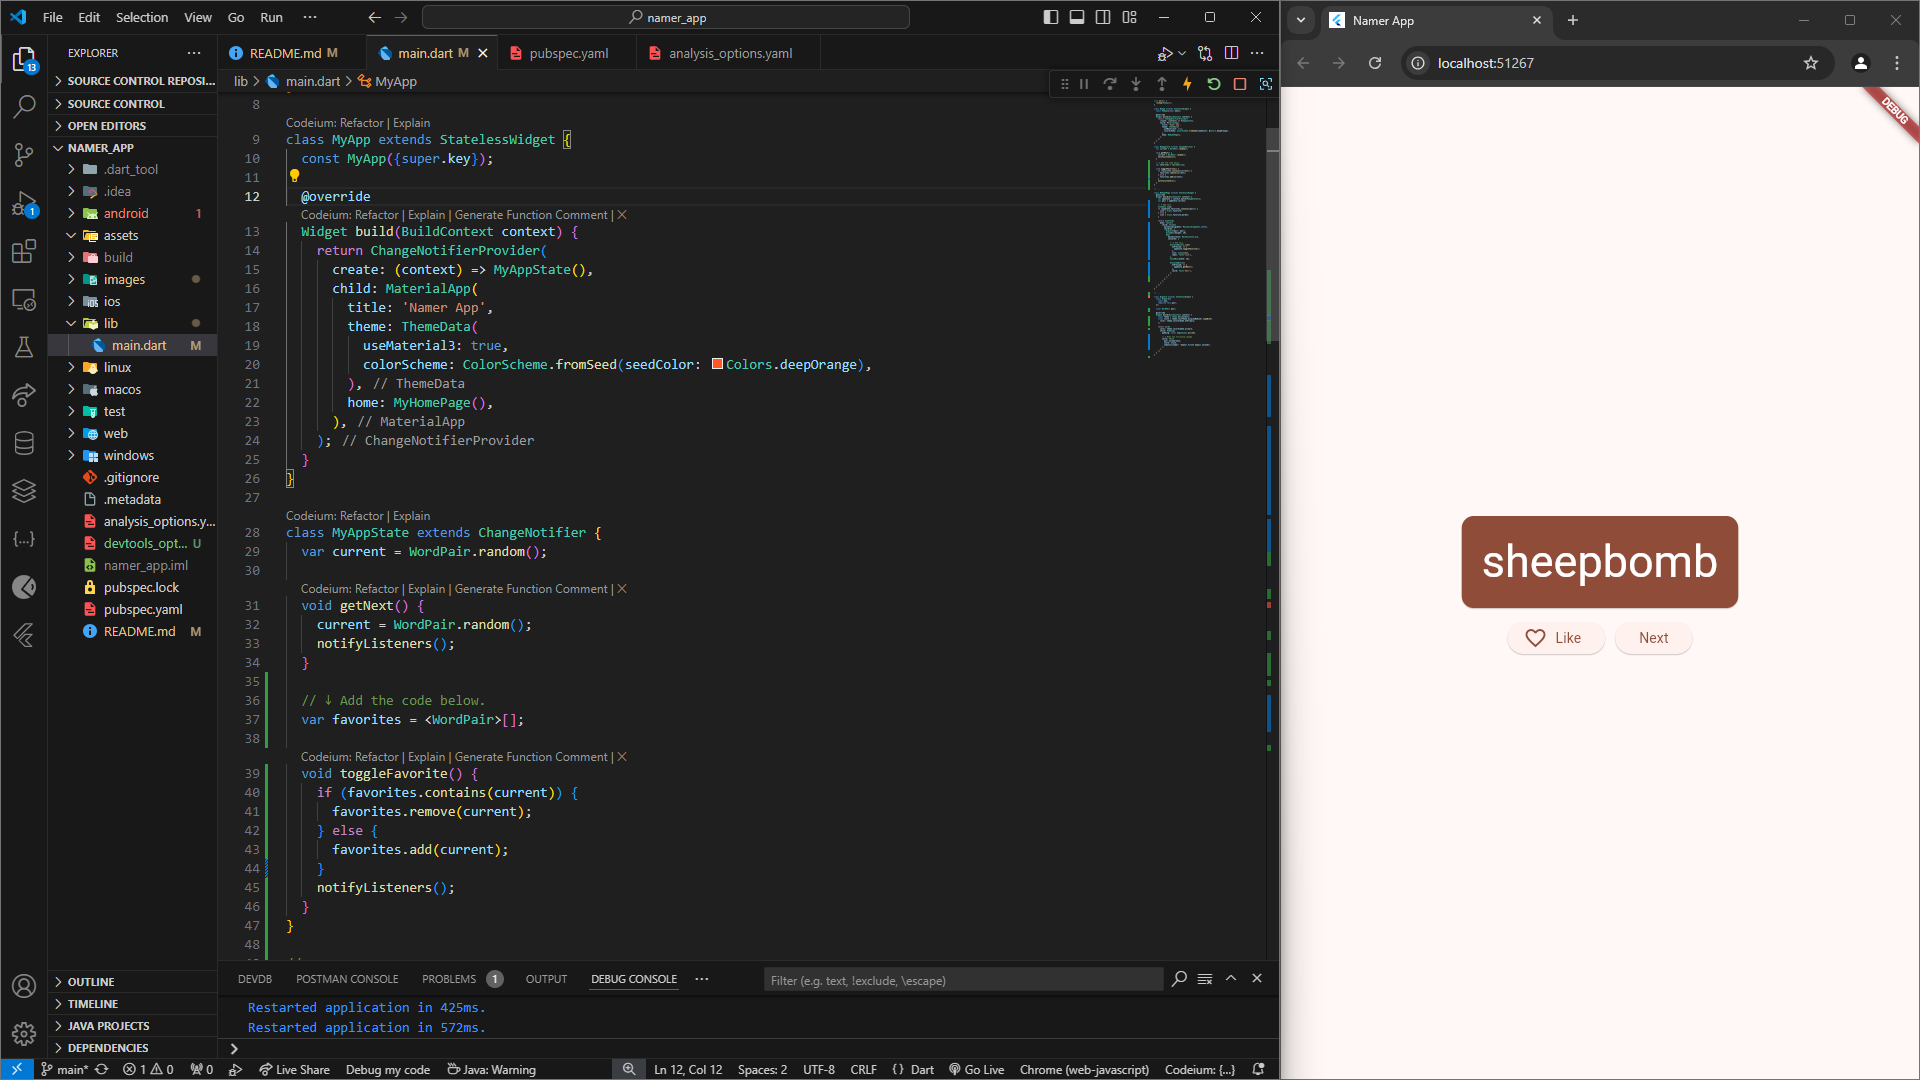 File Edit Selection View Go Run ···
namer_app
EXPLORER
SOURCE CONTROL REPOSI...
SOURCE CONTROL
OPEN EDITORS
NAMER_APP
.dart_tool
.idea
android 1
assets
build
images
ios
lib
main.dart M
linux
macos
test
web
windows
.gitignore
.metadata
analysis_options.y...
devtools_opt... U
namer_app.iml
pubspec.lock
pubspec.yaml
README.md M
OUTLINE
TIMELINE
JAVA PROJECTS
DEPENDENCIES
13
1
README.md M main.dart M pubspec.yaml analysis_options.yaml
lib > main.dart > MyApp
8
Codeium: Refactor | Explain
9 class MyApp extends StatelessWidget {
10 const MyApp({super.key});
11
12 @override
Codeium: Refactor | Explain | Generate Function Comment | X
13 Widget build(BuildContext context) {
14 return ChangeNotifierProvider(
15 create: (context) => MyAppState(),
16 child: MaterialApp(
17 title: 'Namer App',
18 theme: ThemeData(
19 useMaterial3: true,
20 colorScheme: ColorScheme.fromSeed(seedColor: Colors.deepOrange),
21 ), // ThemeData
22 home: MyHomePage(),
23 ), // MaterialApp
24 ); // ChangeNotifierProvider
25 }
26 }
27
Codeium: Refactor | Explain
28 class MyAppState extends ChangeNotifier {
29 var current = WordPair.random();
30
Codeium: Refactor | Explain | Generate Function Comment | X
31 void getNext() {
32 current = WordPair.random();
33 notifyListeners();
34 }
35
36 // ↓ Add the code below.
37 var favorites = <WordPair>[];
38
Codeium: Refactor | Explain | Generate Function Comment | X
39 void toggleFavorite() {
40 if (favorites.contains(current)) {
41 favorites.remove(current);
42 } else {
43 favorites.add(current);
44 }
45 notifyListeners();
46 }
47 }
48
DEVDB POSTMAN CONSOLE PROBLEMS 1 OUTPUT DEBUG CONSOLE ···
Filter (e.g. text, !exclude, \escape)
Restarted application in 425ms.
Restarted application in 572ms.
main* 1 0 0 Live Share Debug my code Java: Warning Ln 12, Col 12 Spaces: 2 UTF-8 CRLF { } Dart Go Live Chrome (web-javascript) Codeium: {...}
Namer App
localhost:51267
DEBUG
sheepbomb
Like Next